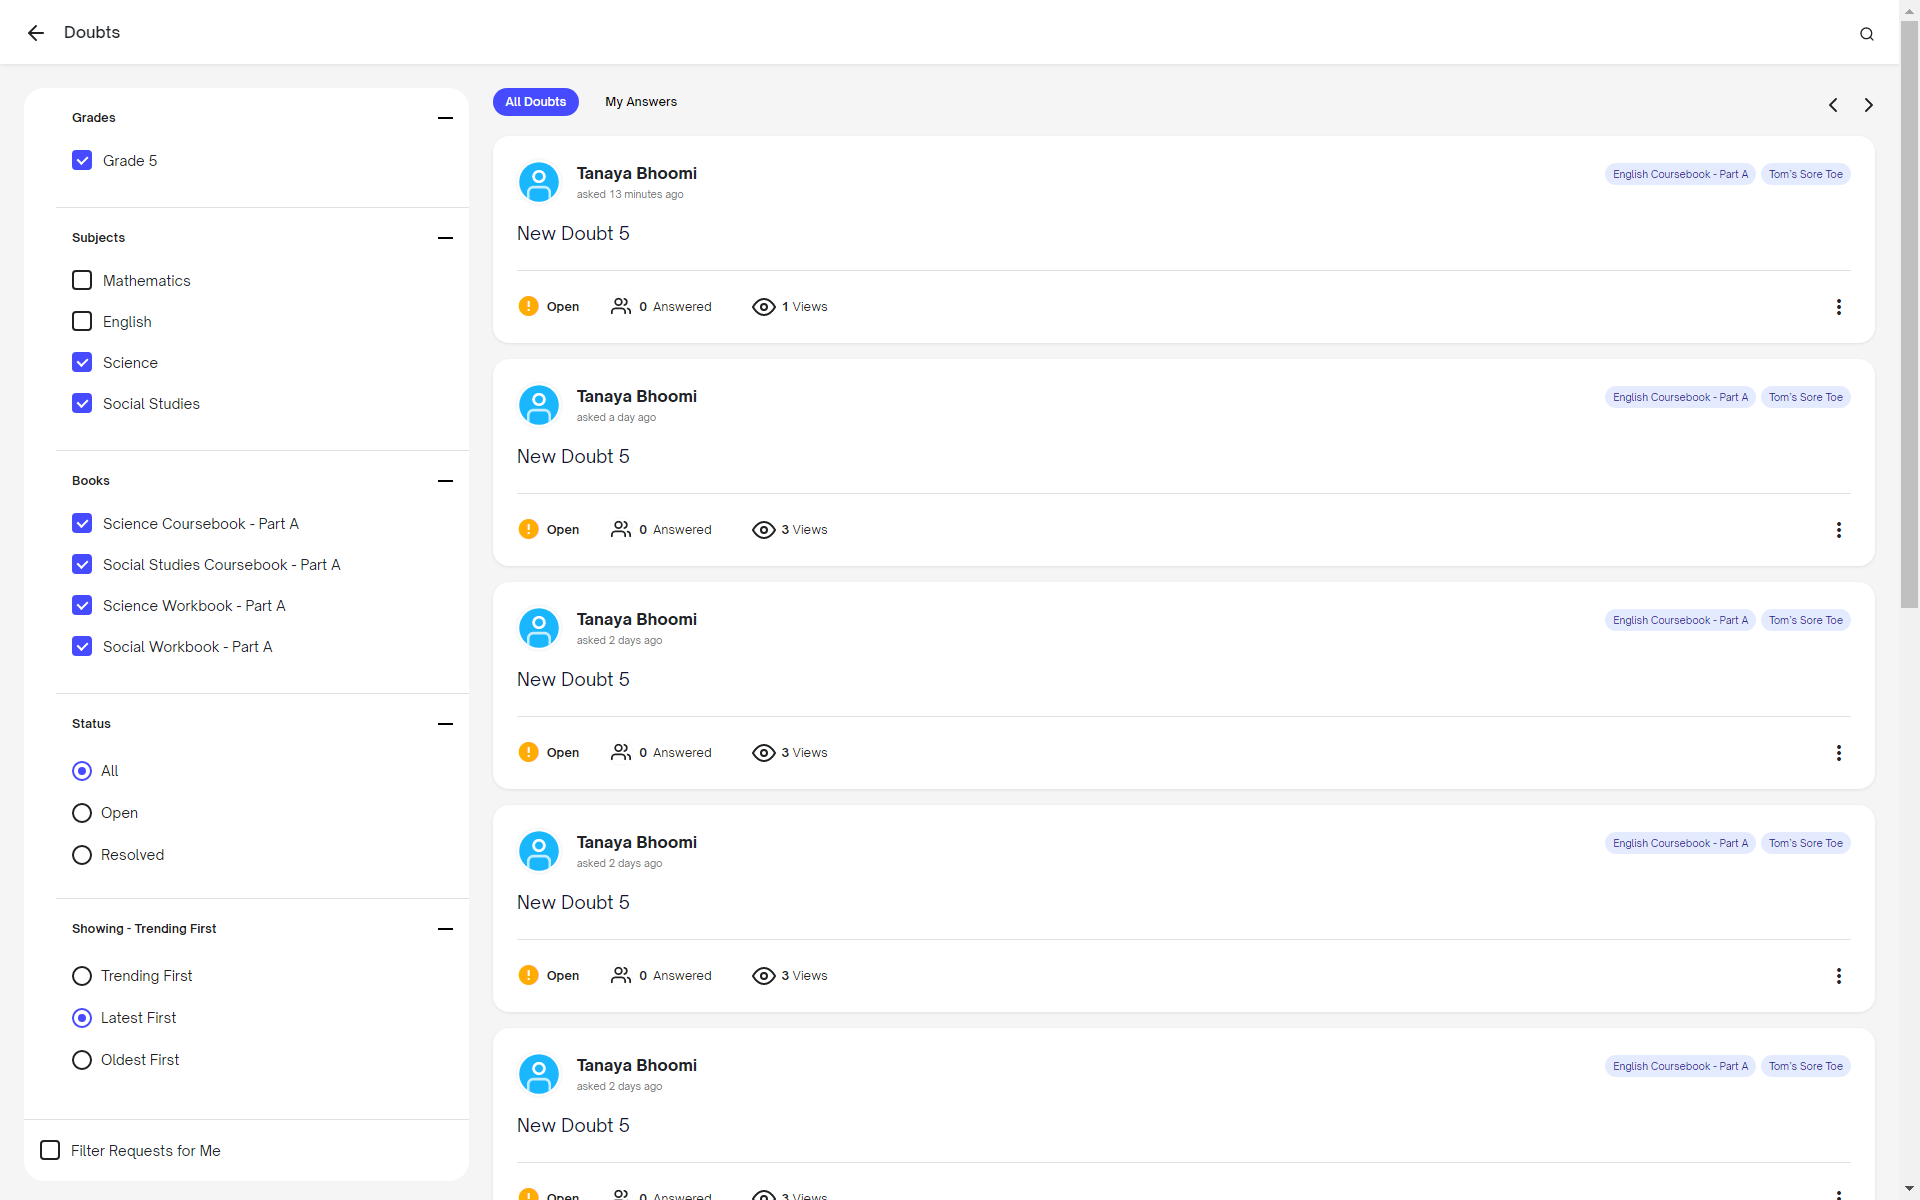 Doubts
Grades
Grade 5
Subjects
Mathematics
English
Science
Social Studies
Books
Science Coursebook - Part A
Social Studies Coursebook - Part A
Science Workbook - Part A
Social Workbook - Part A
Status
All
Open
Resolved
Showing - Trending First
Trending First
Latest First
Oldest First
Filter Requests for Me
All Doubts My Answers
Tanaya Bhoomi
asked 13 minutes ago
English Coursebook - Part A Tom's Sore Toe
New Doubt 5
Open 0 Answered 1 Views
Tanaya Bhoomi
asked a day ago
English Coursebook - Part A Tom's Sore Toe
New Doubt 5
Open 0 Answered 3 Views
Tanaya Bhoomi
asked 2 days ago
English Coursebook - Part A Tom's Sore Toe
New Doubt 5
Open 0 Answered 3 Views
Tanaya Bhoomi
asked 2 days ago
English Coursebook - Part A Tom's Sore Toe
New Doubt 5
Open 0 Answered 3 Views
Tanaya Bhoomi
asked 2 days ago
English Coursebook - Part A Tom's Sore Toe
New Doubt 5
Open 0 Answered 3 Views